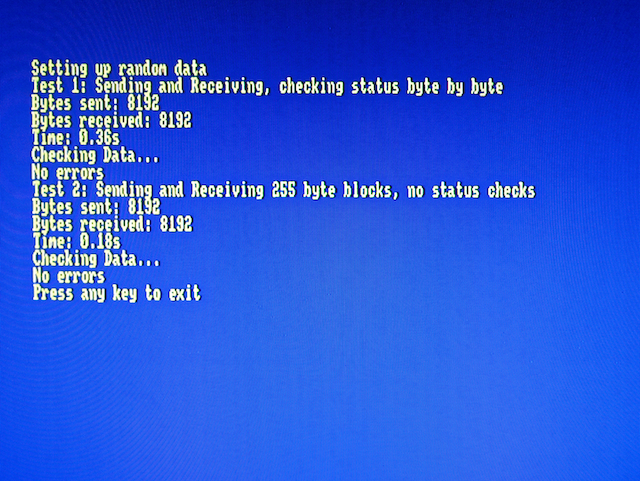 Setting up random data
Test 1: Sending and Receiving, checking status byte by byte
Bytes sent: 8192
Bytes received: 8192
Time: 0.36s
Checking Data...
No errors
Test 2: Sending and Receiving 255 byte blocks, no status checks
Bytes sent: 8192
Bytes received: 8192
Time: 0.18s
Checking Data...
No errors
Press any key to exit